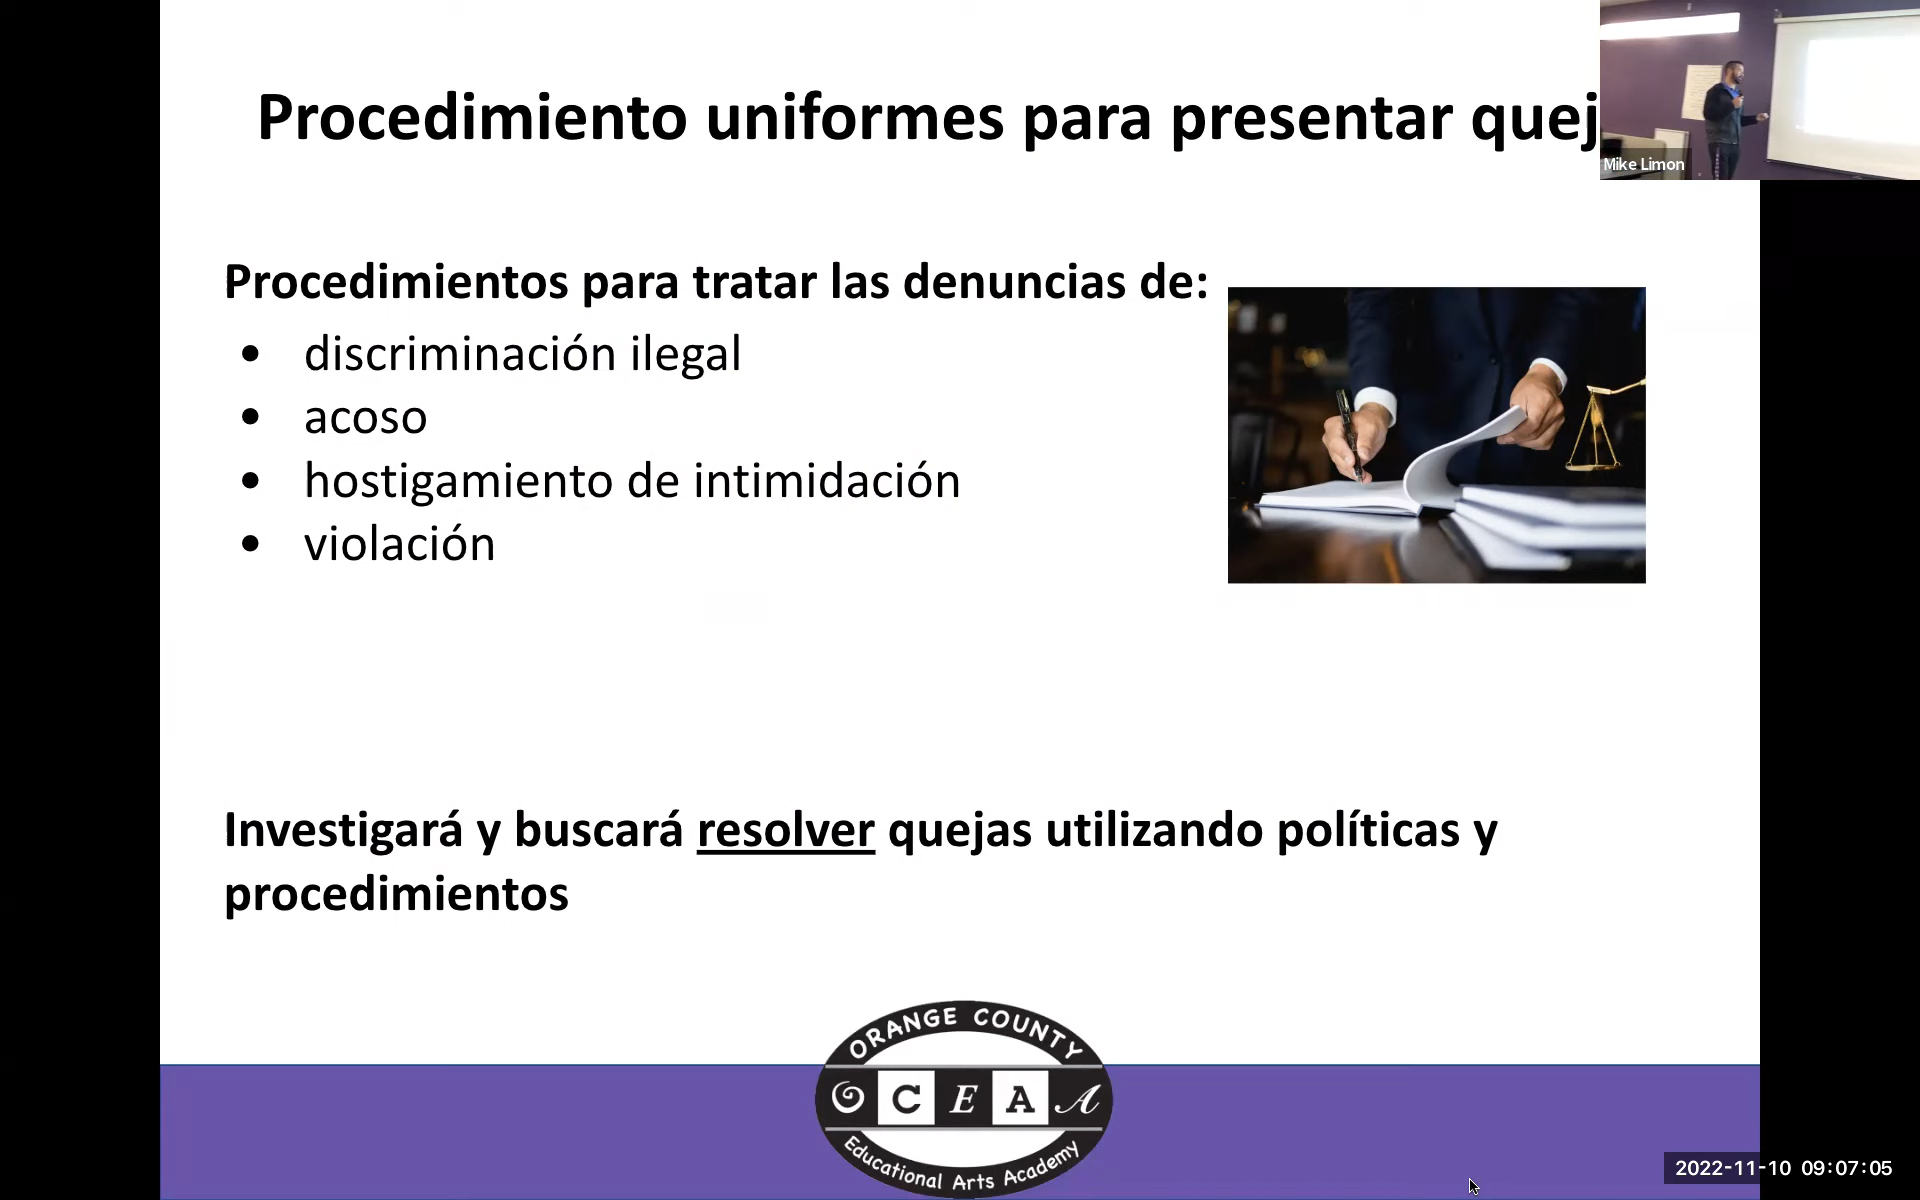 Procedimiento uniformes para presentar quej
Mike Limon
Procedimientos para tratar las denuncias de:
• discriminación ilegal
• acoso
• hostigamiento de intimidación
• violación
Investigará y buscará resolver quejas utilizando políticas y
procedimientos
ORANGE COUNTY
OCEAA
Educational Arts Academy
2022-11-10 09:07:05